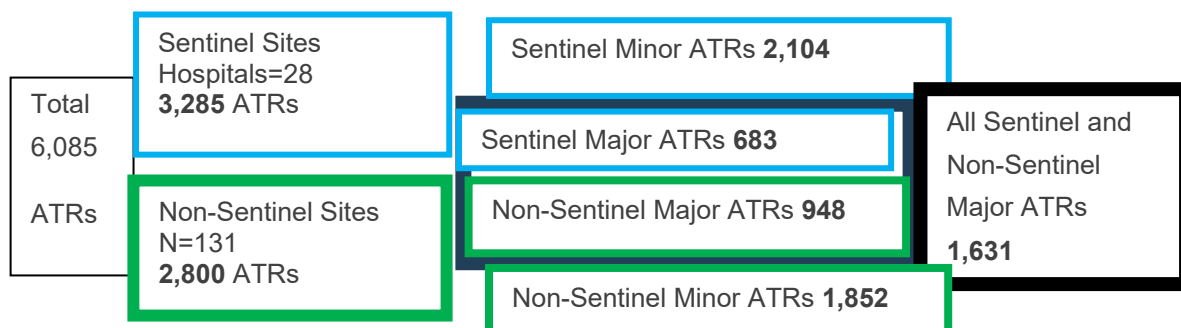 Total
6,085
ATRs
Sentinel Sites
Hospitals=28
3,285 ATRs
Non-Sentinel Sites
N=131
2,800 ATRs
Sentinel Minor ATRs 2,104
Sentinel Major ATRs 683
Non-Sentinel Major ATRs 948
Non-Sentinel Minor ATRs 1,852
All Sentinel and
Non-Sentinel
Major ATRs
1,631